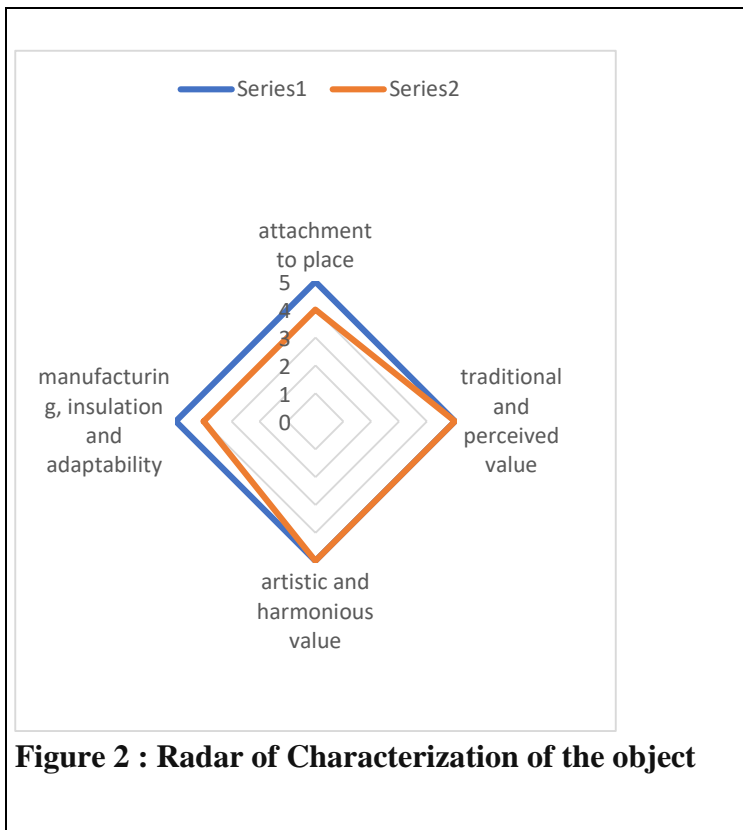 Series1 Series2
attachment
to place
5
4
3
2
1
0
manufacturin
g, insulation
and
adaptability
traditional
and
perceived
value
artistic and
harmonious
value
Figure 2 : Radar of Characterization of the object